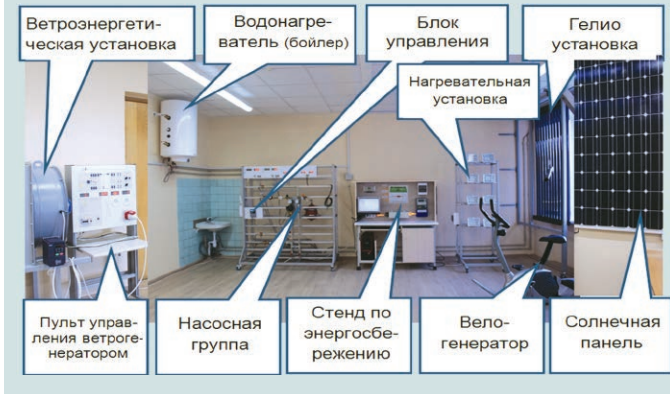 Ветроэнергети-
ческая установка
Водонагре-
ватель (бойлер)
Блок
управления
Гелио
установка
Нагревательная
установка
Пульт управ-
ления ветроге-
нератором
Насосная
группа
Стенд по
энергосбе-
режению
Вело-
генератор
Солнечная
панель